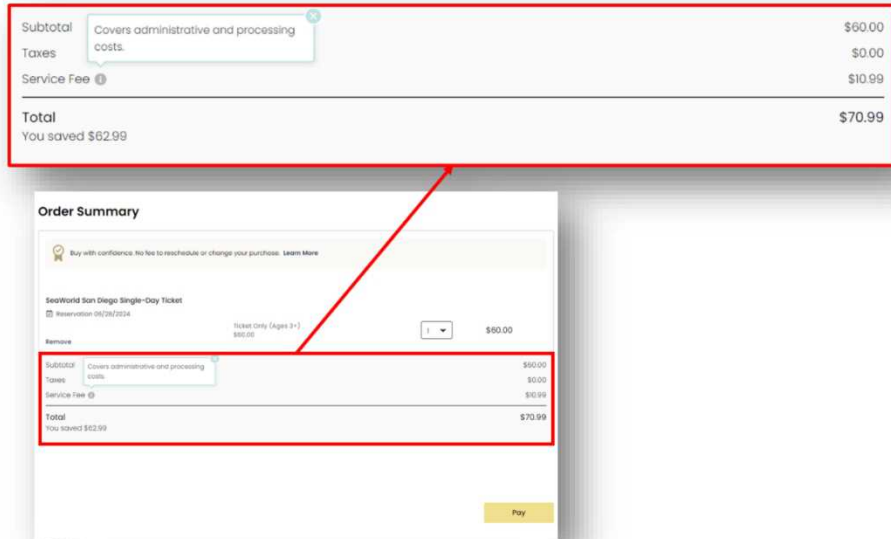 Subtotal
Covers administrative and processing
costs.
$60.00
Taxes
$0.00
Service Fee
$10.99
Total
$70.99
You saved $62.99
Order Summary
Buy with confidence. No fee to reschedule or change your purchase. Learn More
SeaWorld San Diego Single-Day Ticket
Reservation 06/28/2024
Ticket Only (Ages 3+)
$60.00
1
$60.00
Remove
Subtotal
Covers administrative and processing
costs.
$60.00
Taxes
$0.00
Service Fee
$10.99
Total
$70.99
You saved $62.99
Pay